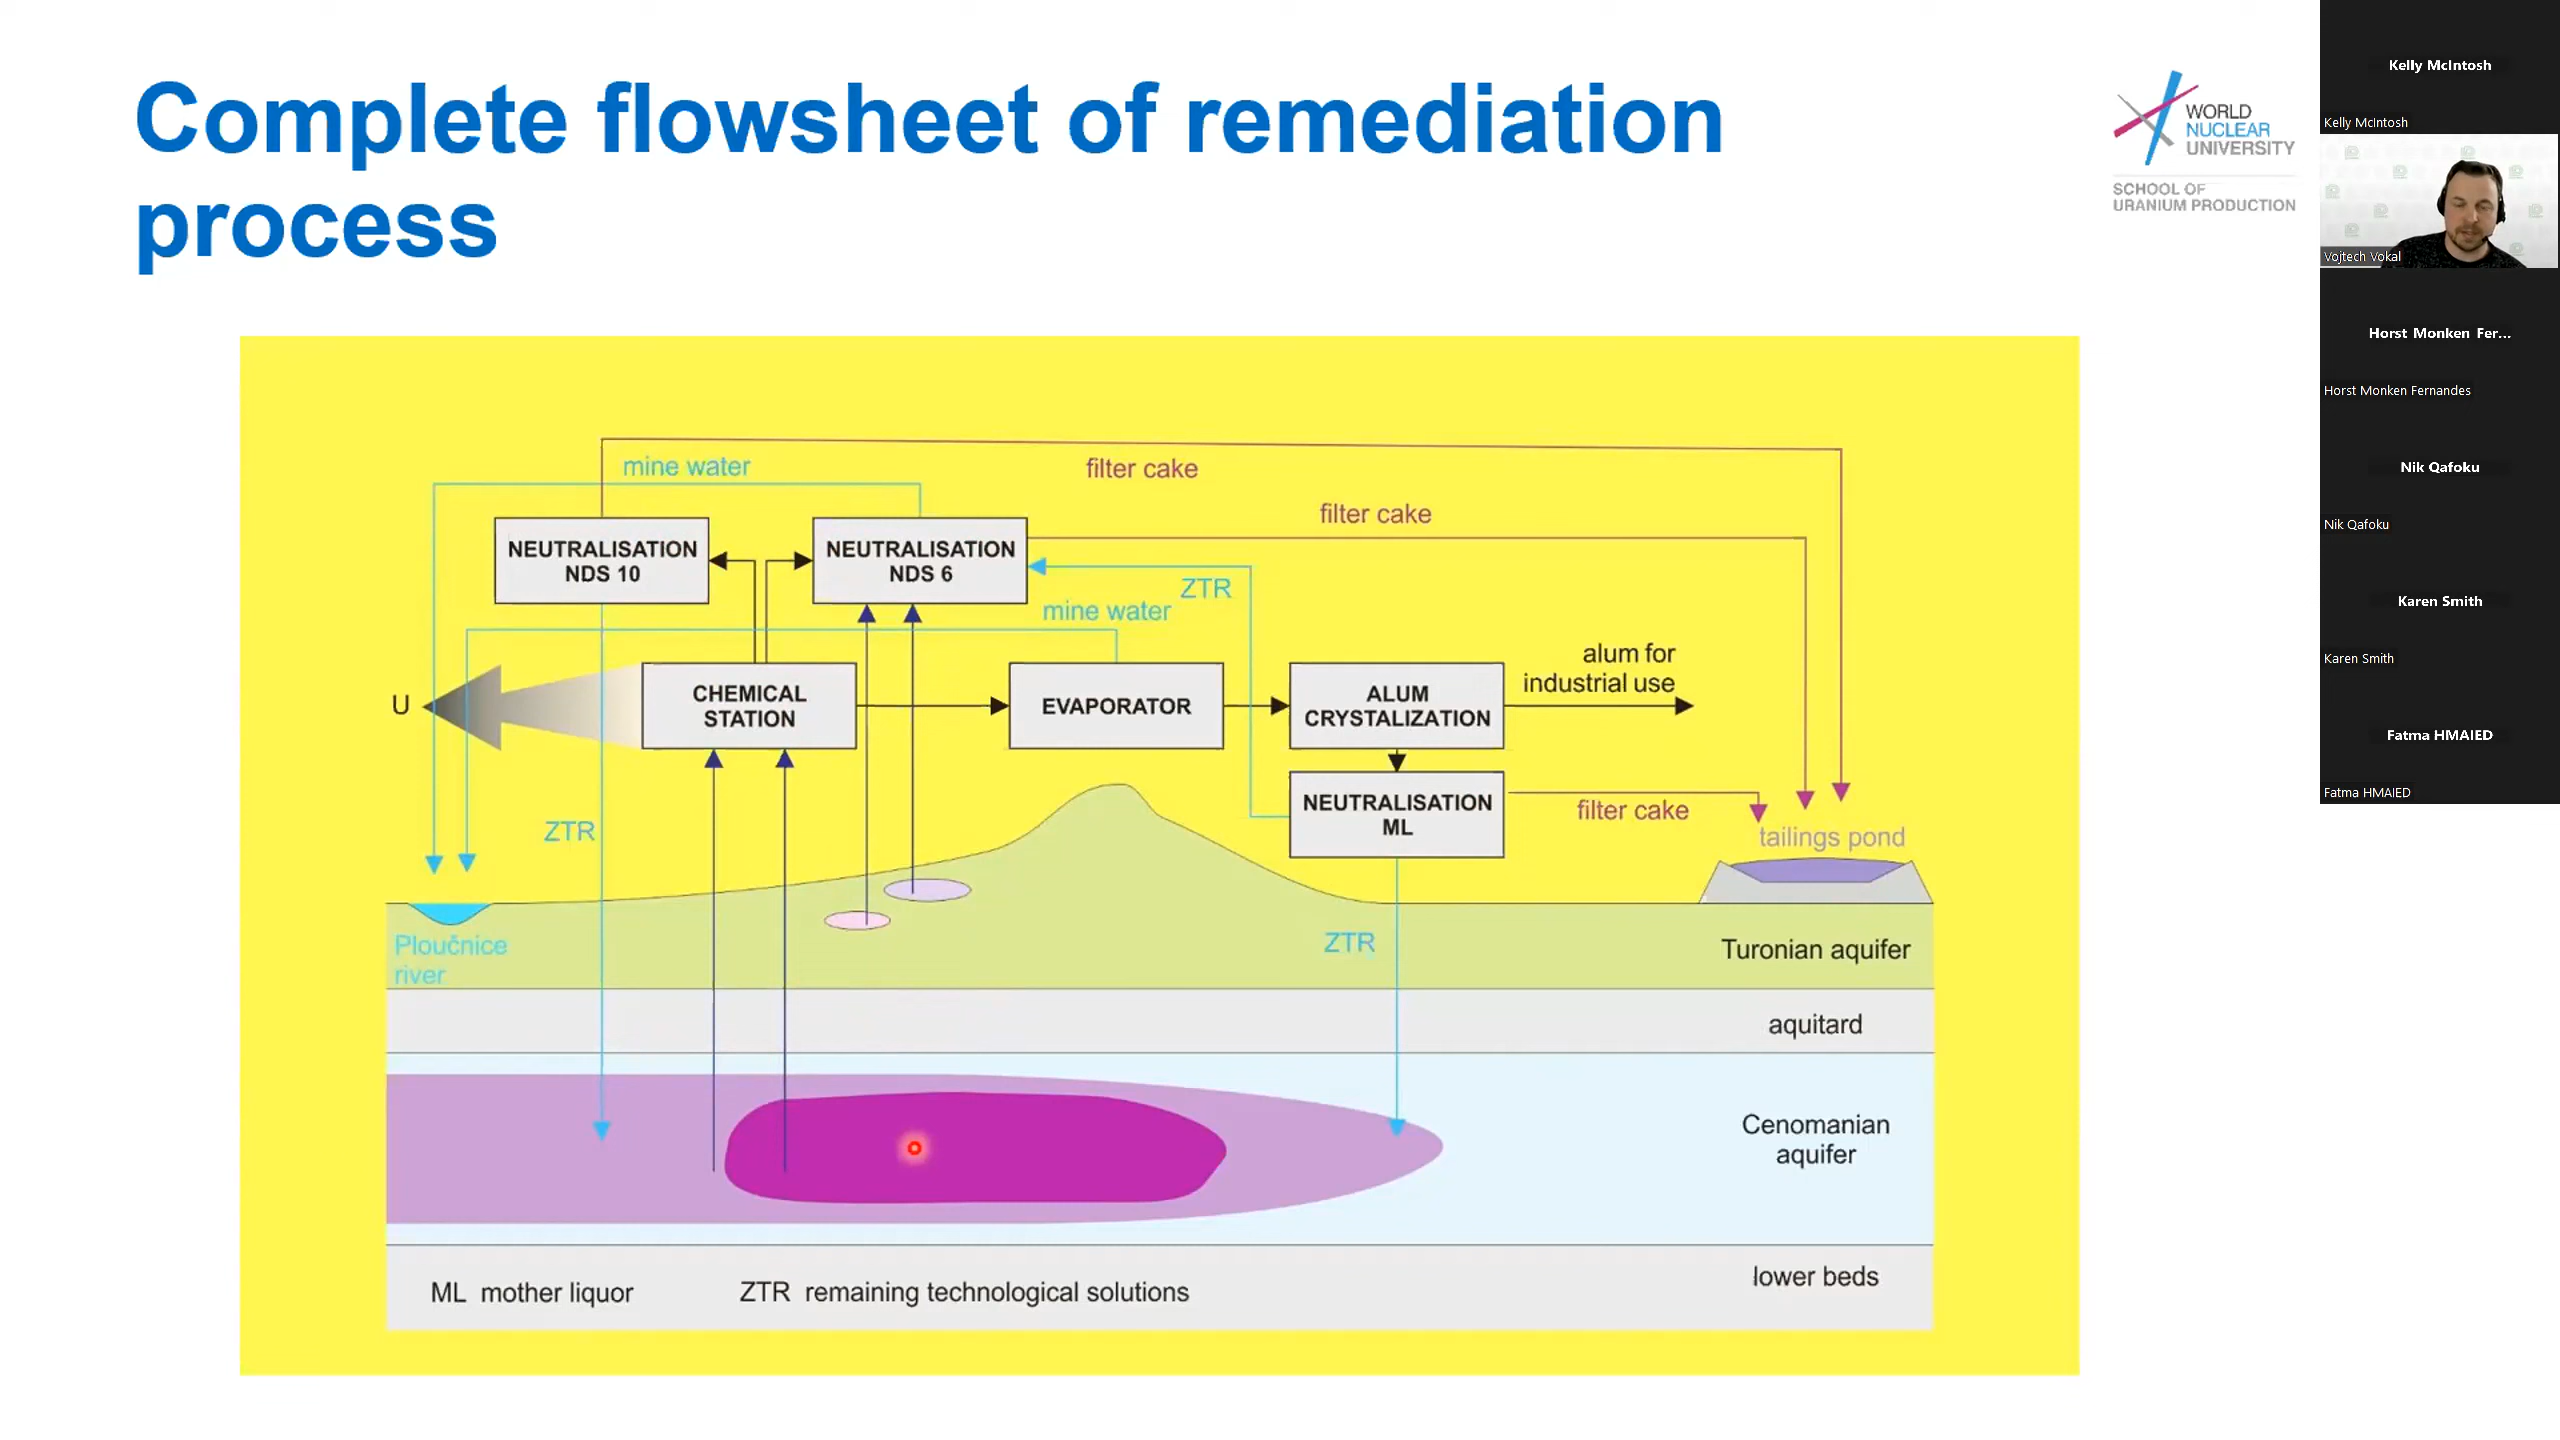 Complete flowsheet of remediation
process
WORLD
NUCLEAR
UNIVERSITY
SCHOOL OF
URANIUM PRODUCTION
mine water
filter cake
filter cake
NEUTRALISATION
NDS 10
NEUTRALISATION
NDS 6
ZTR
mine water
U
CHEMICAL
STATION
EVAPORATOR
ALUM
CRYSTALIZATION
alum for
industrial use
NEUTRALISATION
ML
filter cake
ZTR
tailings pond
Ploučnice
river
ZTR
Turonian aquifer
aquitard
Cenomanian
aquifer
lower beds
ML mother liquor
ZTR remaining technological solutions
Kelly McIntosh
Kelly McIntosh
Vojtech Vokal
Horst Monken Fer...
Horst Monken Fernandes
Nik Qafoku
Nik Qafoku
Karen Smith
Karen Smith
Fatma HMAIED
Fatma HMAIED